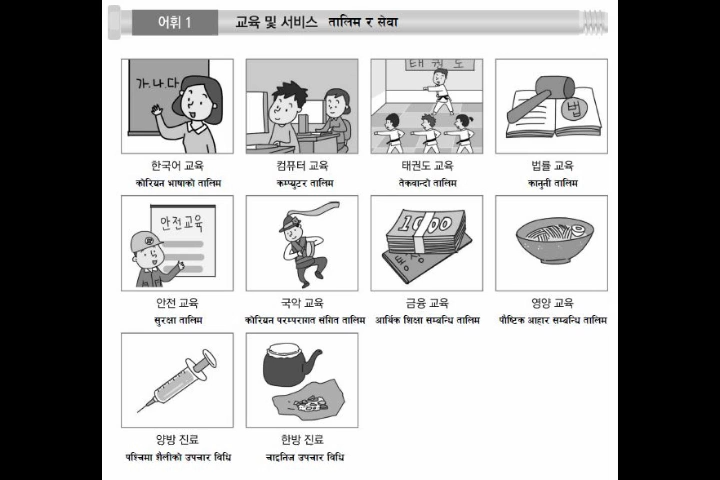 어휘 1 교육 및 서비스 तालिम र सेवा
가.나.다
태권도
법
한국어 교육 컴퓨터 교육 태권도 교육 법률 교육
कोरियन भाषाको तालिम कम्प्युटर तालिम तेक्वान्दो तालिम कानुनी तालिम
안전교육
1000
통장
안전 교육 국악 교육 금융 교육 영양 교육
सुरक्षा तालिम कोरियन परम्परागत संगित तालिम आर्थिक शिक्षा सम्बन्धि तालिम पौष्टिक आहार सम्बन्धि तालिम
양방 진료 한방 진료
पश्चिमा शैलीको उपचार विधि चाइनिज उपचार विधि